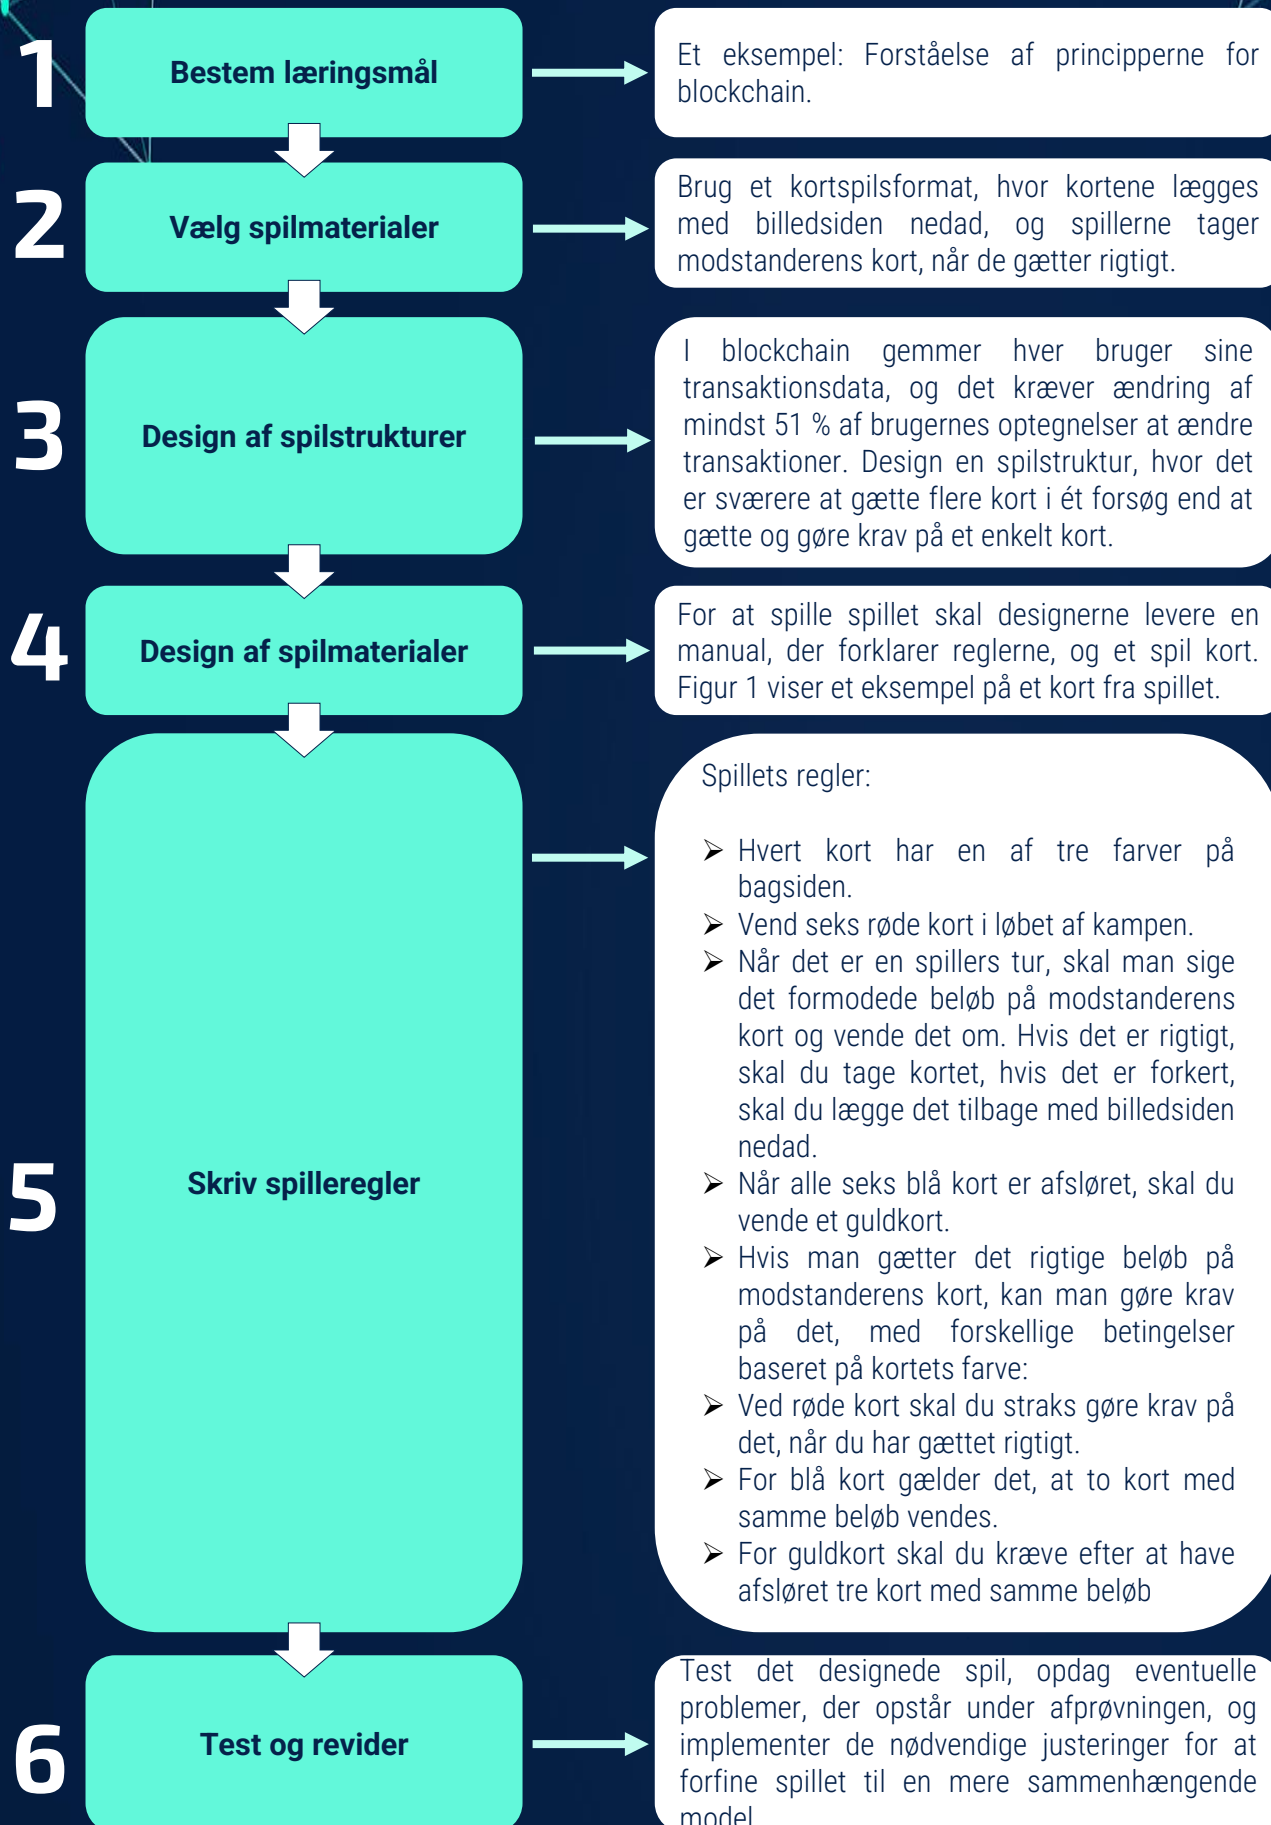 1
Bestem læringsmål
Et eksempel: Forståelse af principperne for
blockchain.
2
Vælg spilmaterialer
Brug et kortspilsformat, hvor kortene lægges
med billedsiden nedad, og spillerne tager
modstanderens kort, når de gætter rigtigt.
3
Design af spilstrukturer
I blockchain gemmer hver bruger sine
transaktionsdata, og det kræver ændring af
mindst 51 % af brugernes optegnelser at ændre
transaktioner. Design en spilstruktur, hvor det
er sværere at gætte flere kort i ét forsøg end at
gætte og gøre krav på et enkelt kort.
4
Design af spilmaterialer
For at spille spillet skal designerne levere en
manual, der forklarer reglerne, og et spil kort.
Figur 1 viser et eksempel på et kort fra spillet.
5
Skriv spilleregler
Spillets regler:
➢ Hvert kort har en af tre farver på
bagsiden.
➢ Vend seks røde kort i løbet af kampen.
➢ Når det er en spillers tur, skal man sige
det formodede beløb på modstanderens
kort og vende det om. Hvis det er rigtigt,
skal du tage kortet, hvis det er forkert,
skal du lægge det tilbage med billedsiden
nedad.
➢ Når alle seks blå kort er afsløret, skal du
vende et guldkort.
➢ Hvis man gætter det rigtige beløb på
modstanderens kort, kan man gøre krav
på det, med forskellige betingelser
baseret på kortets farve:
➢ Ved røde kort skal du straks gøre krav på
det, når du har gættet rigtigt.
➢ For blå kort gælder det, at to kort med
samme beløb vendes.
➢ For guldkort skal du kræve efter at have
afsløret tre kort med samme beløb
6
Test og revider
Test det designede spil, opdag eventuelle
problemer, der opstår under afprøvningen, og
implementer de nødvendige justeringer for at
forfine spillet til en mere sammenhængende
model